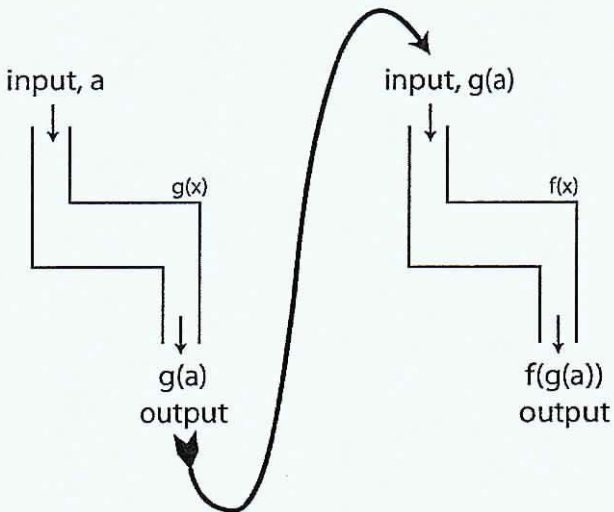 input, a
g(x)
g(a)
output
input, g(a)
f(x)
f(g(a))
output